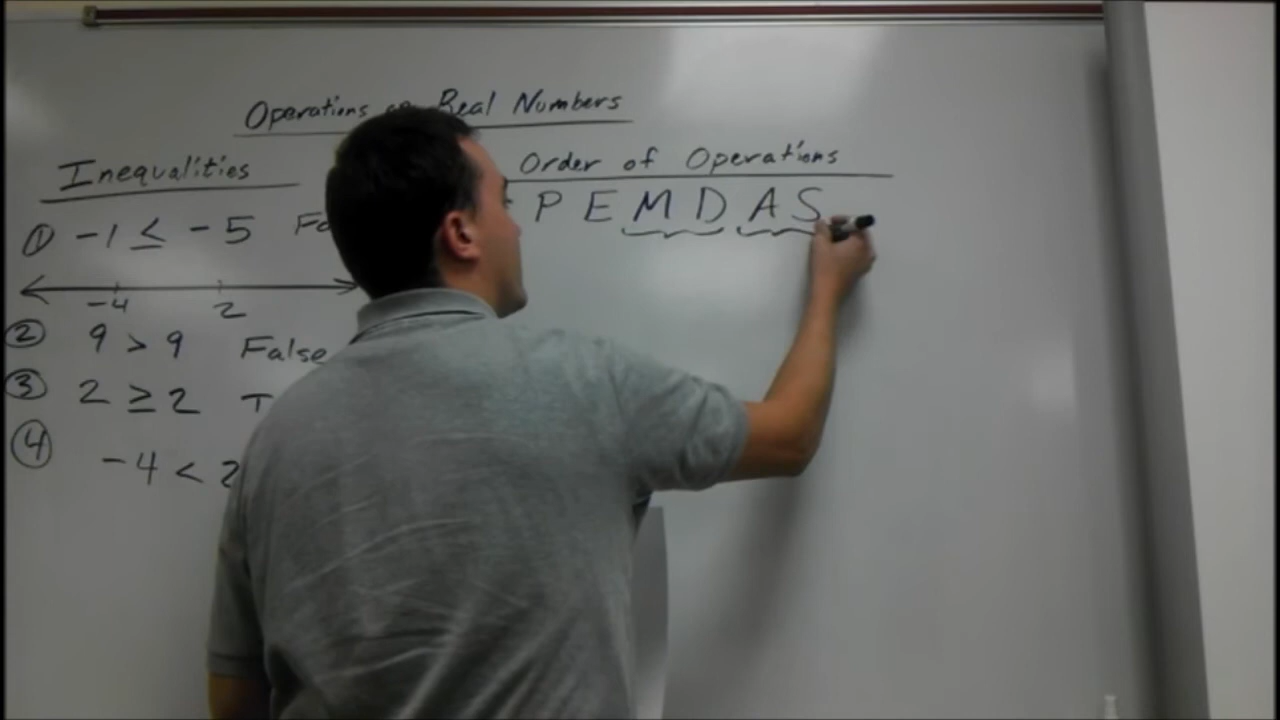 Operations Real Numbers
Inequalities
① -1 ≤ -5
-4 2
② 9 > 9 False
③ 2 ≥ 2 T
④ -4 < 2
Order of Operations
P E M D A S